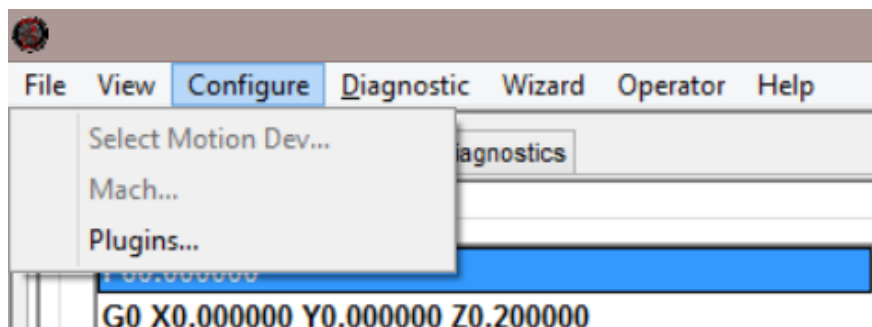 File View Configure Diagnostic Wizard Operator Help
Select Motion Dev...
iagnostics
Mach...
Plugins...
G0 X0.000000 Y0.000000 Z0.200000